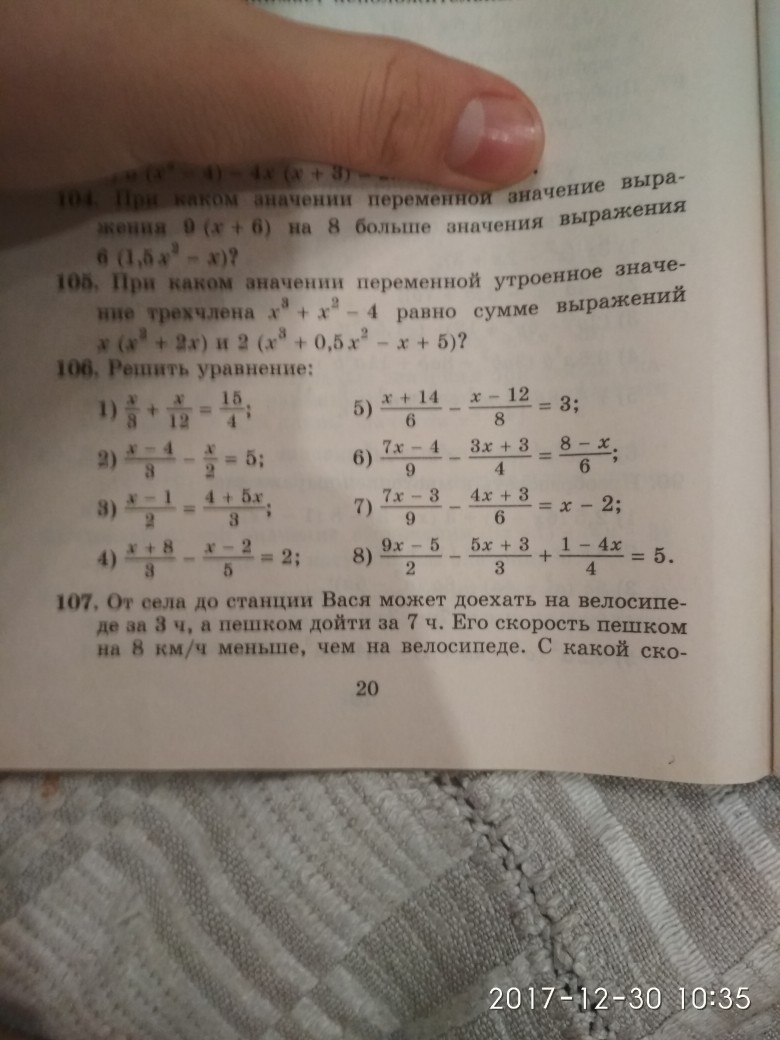 (x² – 4) – 4x (x + 3)
104. При каком значении переменной значение выра-
жения 9 (x + 6) на 8 больше значения выражения
6 (1,5x² – x)?
105. При каком значении переменной утроенное значе-
ние трехчлена x³ + x² – 4 равно сумме выражений
x (x² + 2x) и 2 (x³ + 0,5x² – x + 5)?
106. Решить уравнение:
1) x/3 + x/12 = 15/4; 5) (x + 14)/6 – (x – 12)/8 = 3;
2) (x – 4)/3 – x/2 = 5; 6) (7x – 4)/9 – (3x + 3)/4 = (8 – x)/6;
3) (x – 1)/2 = (4 + 5x)/3; 7) (7x – 3)/9 – (4x + 3)/6 = x – 2;
4) (x + 8)/3 – (x – 2)/5 = 2; 8) (9x – 5)/2 – (5x + 3)/3 + (1 – 4x)/4 = 5.
107. От села до станции Вася может доехать на велосипе-
де за 3 ч, а пешком дойти за 7 ч. Его скорость пешком
на 8 км/ч меньше, чем на велосипеде. С какой ско-
20
2017-12-30 10:35